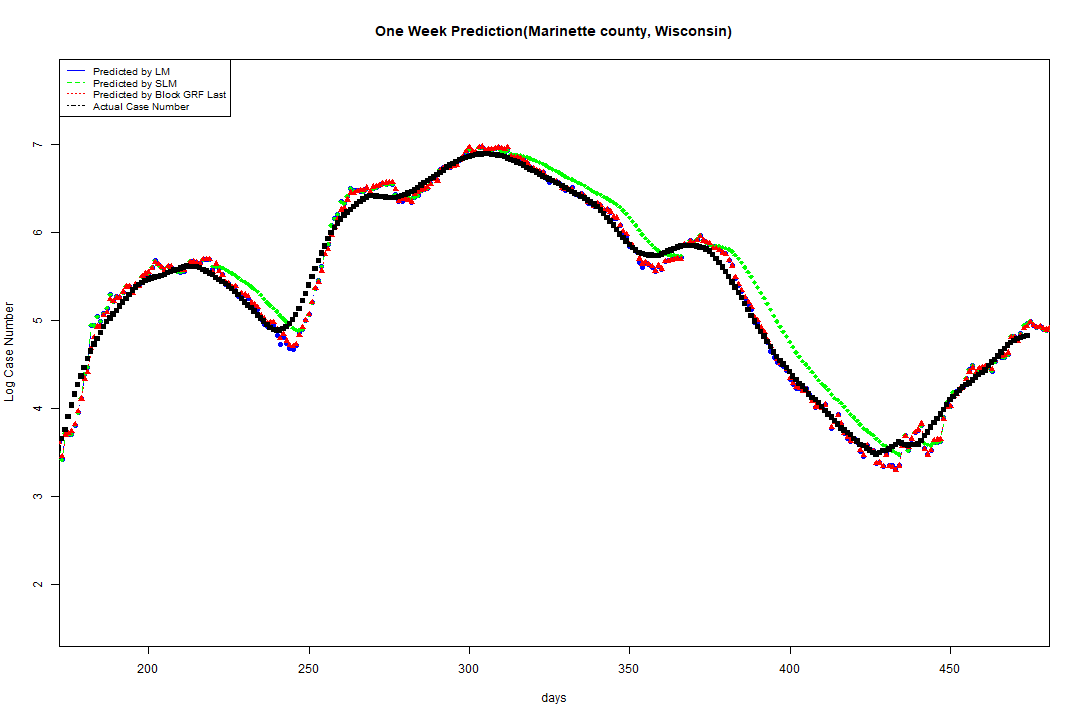 One Week Prediction(Marinette county, Wisconsin)
Predicted by LM
Predicted by SLM
Predicted by Block GRF Last
Actual Case Number
Log Case Number
7
6
5
4
3
2
200 250 300 350 400 450
days